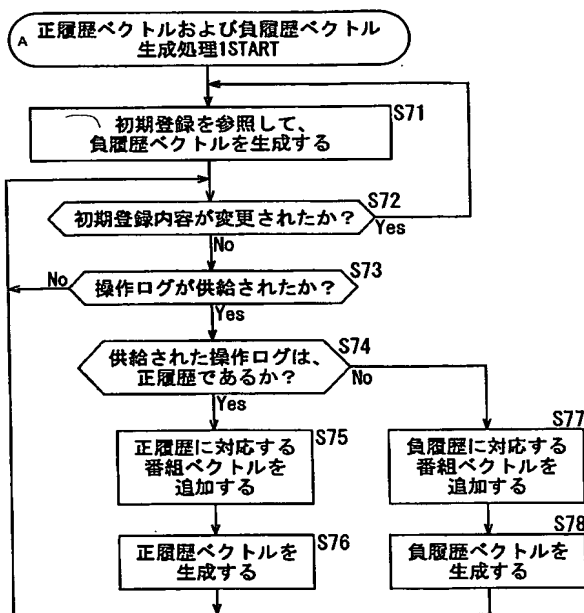 A 正履歴ベクトルおよび負履歴ベクトル
生成処理1START
初期登録を参照して、
負履歴ベクトルを生成する
S71
初期登録内容が変更されたか?
S72
Yes
No
操作ログが供給されたか?
S73
No
Yes
供給された操作ログは、
正履歴であるか?
S74
No
Yes
正履歴に対応する
番組ベクトルを
追加する
S75
負履歴に対応する
番組ベクトルを
追加する
S77
正履歴ベクトルを
生成する
S76
負履歴ベクトルを
生成する
S78